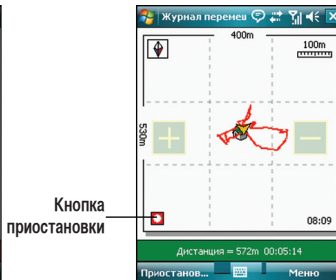 Журнал перемещ
400m
100m
530m
Кнопка
приостановки
08:09
Дистанция = 572m 00:05:14
Приостанов...
Меню